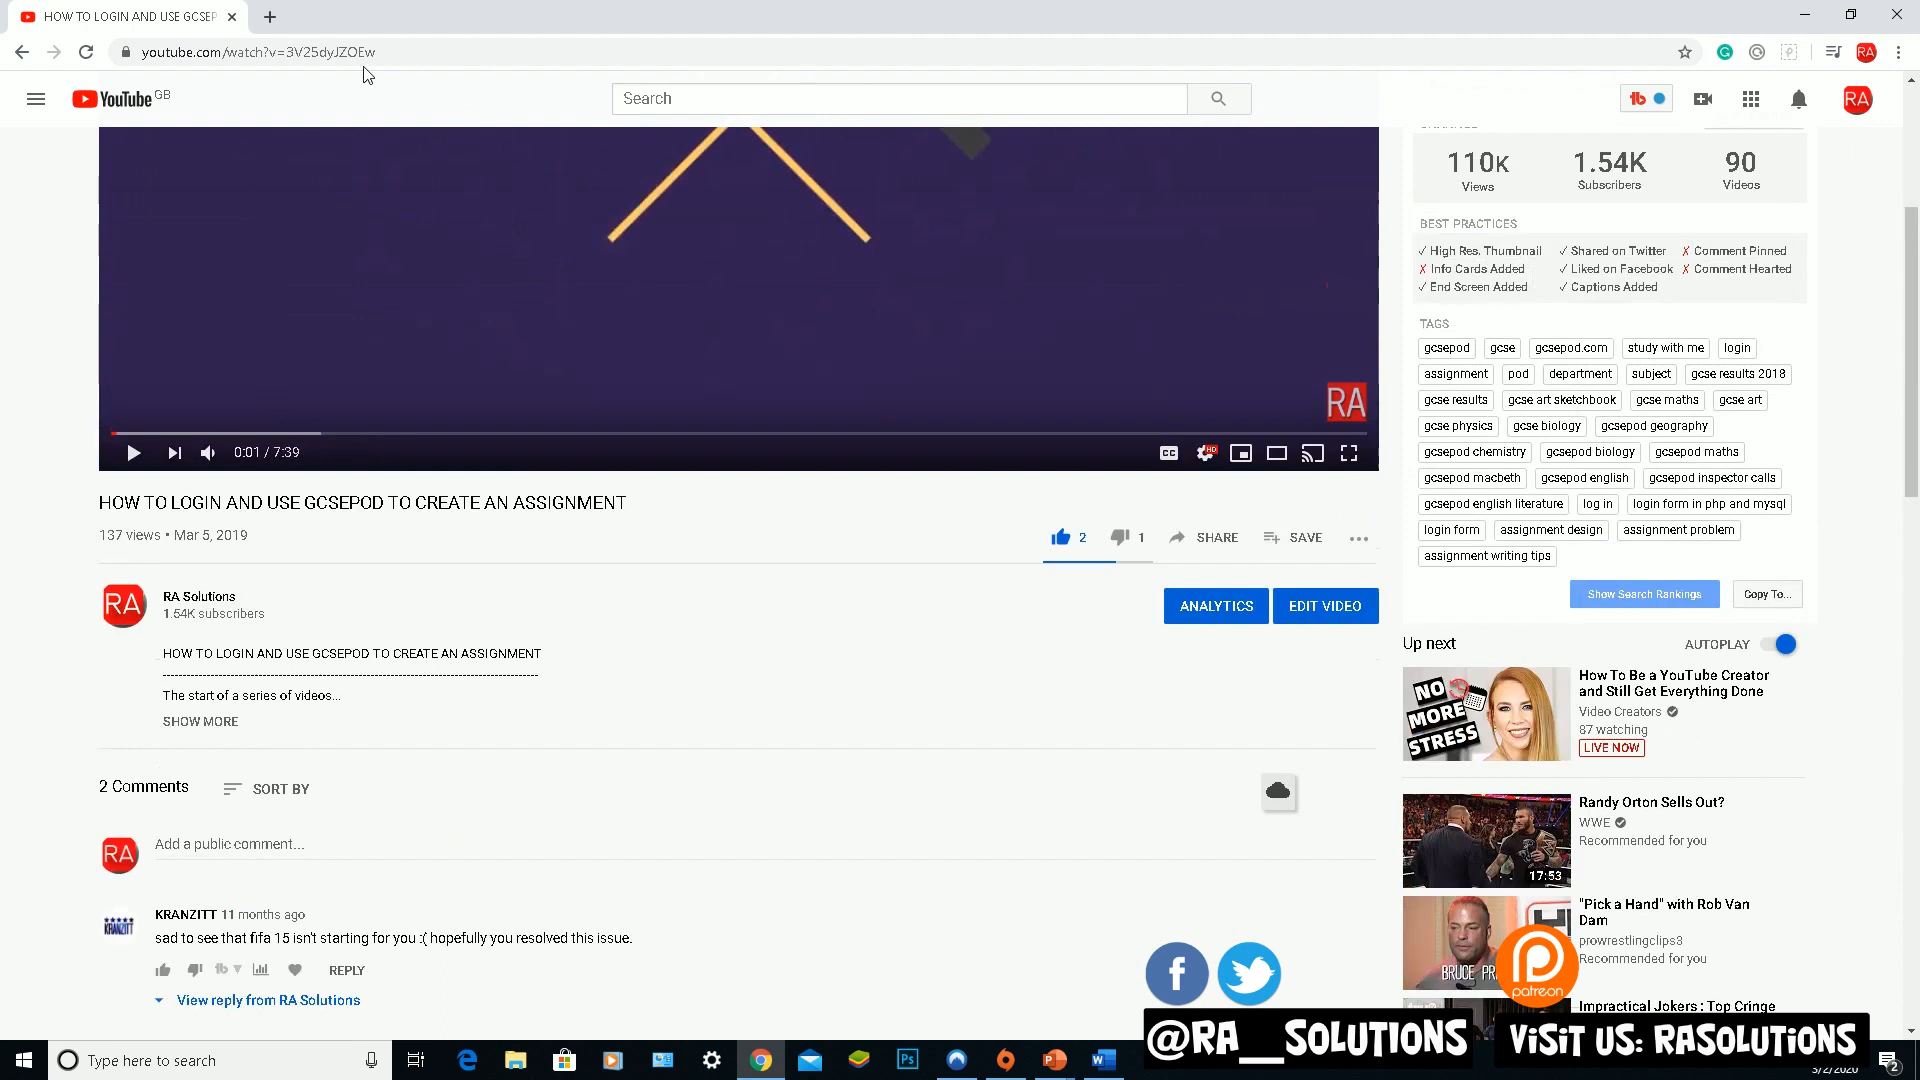 HOW TO LOGIN AND USE GCSEP
youtube.com/watch?v=3V25dyJZOEw
YouTube GB
Search
RA
110K
Views
1.54K
Subscribers
90
Videos
BEST PRACTICES
✓ High Res. Thumbnail ✓ Shared on Twitter ✗ Comment Pinned
✗ Info Cards Added ✓ Liked on Facebook ✗ Comment Hearted
✓ End Screen Added ✓ Captions Added
TAGS
gcsepod gcse gcsepod.com study with me login
assignment pod department subject gcse results 2018
gcse results gcse art sketchbook gcse maths gcse art
gcse physics gcse biology gcsepod geography
gcsepod chemistry gcsepod biology gcsepod maths
gcsepod macbeth gcsepod english gcsepod inspector calls
gcsepod english literature log in login form in php and mysql
login form assignment design assignment problem
assignment writing tips
Show Search Rankings Copy To...
RA
0:01 / 7:39
CC
HD
HOW TO LOGIN AND USE GCSEPOD TO CREATE AN ASSIGNMENT
137 views • Mar 5, 2019
2 1 SHARE SAVE
RA
RA Solutions
1.54K subscribers
ANALYTICS EDIT VIDEO
HOW TO LOGIN AND USE GCSEPOD TO CREATE AN ASSIGNMENT
The start of a series of videos...
SHOW MORE
2 Comments SORT BY
RA
Add a public comment...
KRANZITT
KRANZITT 11 months ago
sad to see that fifa 15 isn't starting for you :( hopefully you resolved this issue.
REPLY
View reply from RA Solutions
Up next AUTOPLAY
NO MORE STRESS
How To Be a YouTube Creator
and Still Get Everything Done
Video Creators
87 watching
LIVE NOW
17:53
Randy Orton Sells Out?
WWE
Recommended for you
BRUCE PR
"Pick a Hand" with Rob Van
Dam
prowrestlingclips3
Recommended for you
patreon
Impractical Jokers : Top Cringe
@RA__SOLUTIONS
VISIT US: RASOLUTIONS
Type here to search
Ps
3/2/2020
2